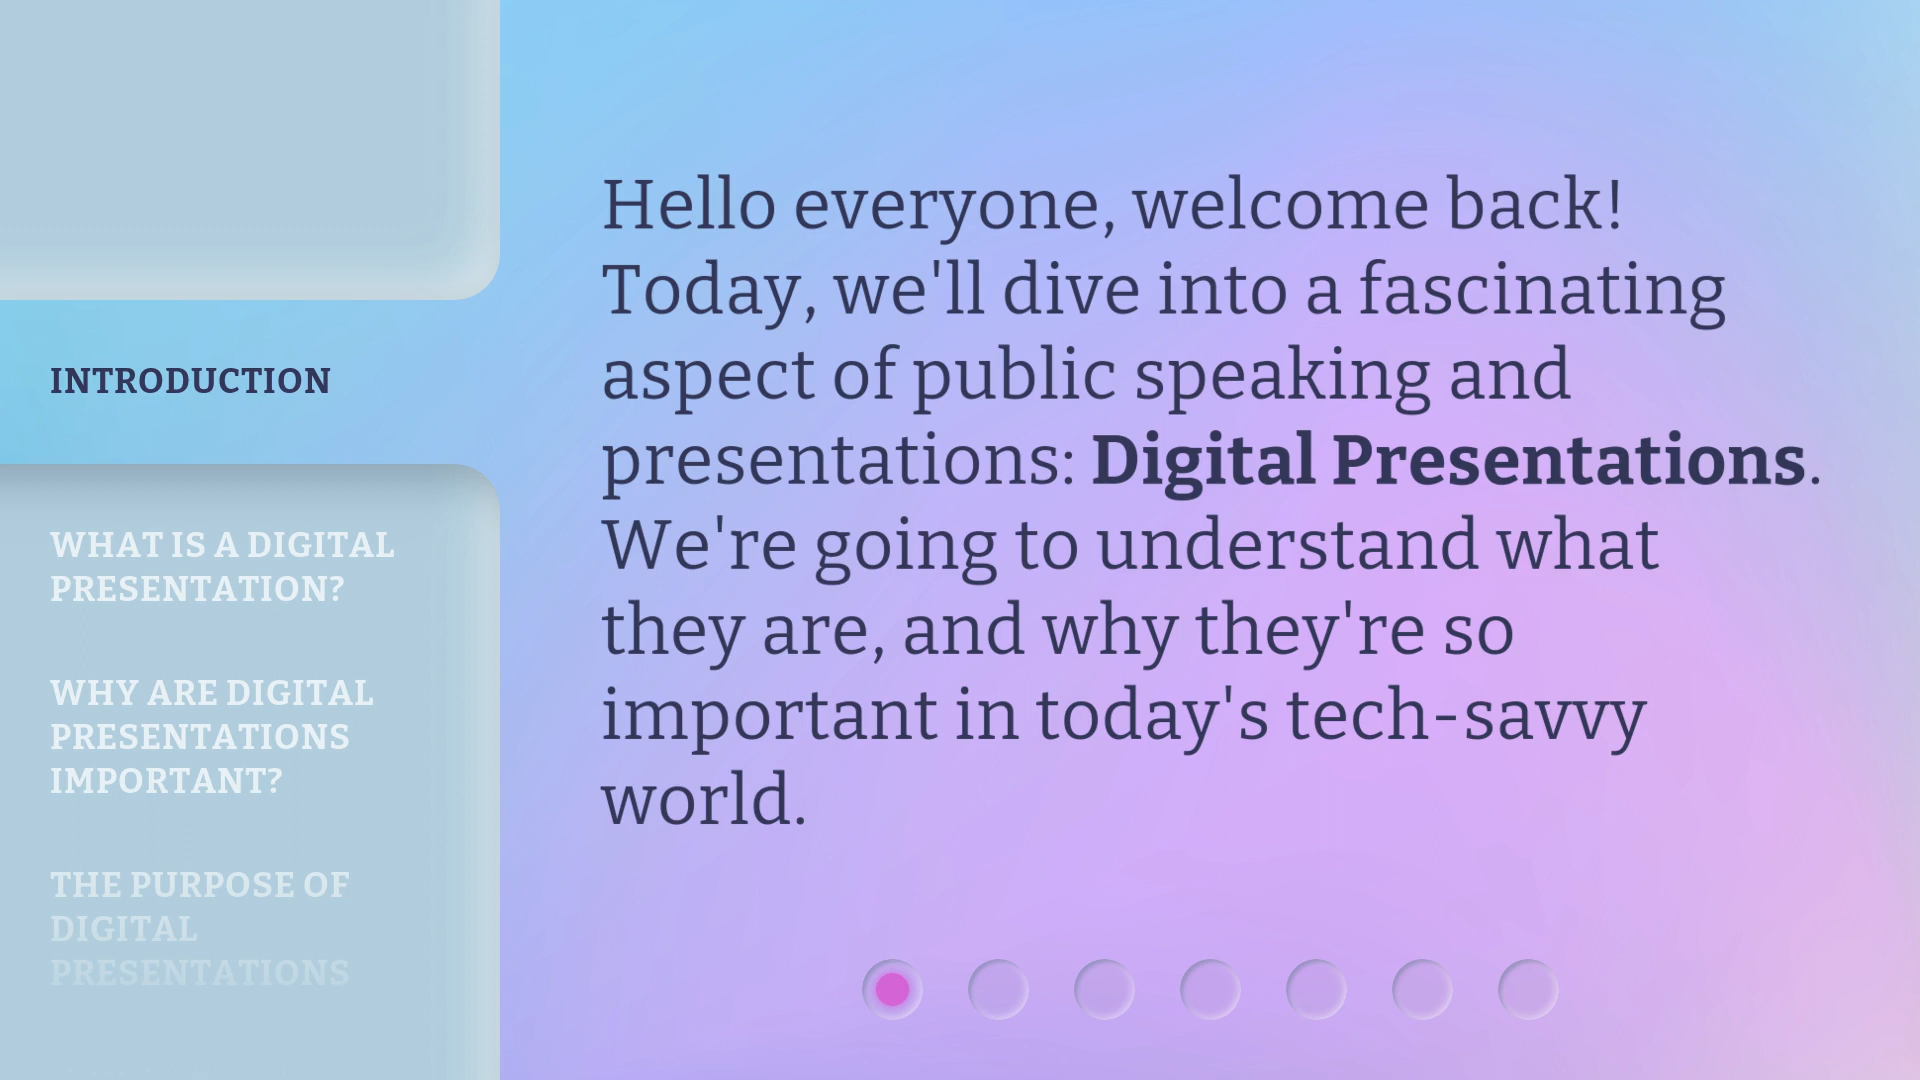 INTRODUCTION
WHAT IS A DIGITAL
PRESENTATION?
WHY ARE DIGITAL
PRESENTATIONS
IMPORTANT?
THE PURPOSE OF
DIGITAL
PRESENTATIONS
Hello everyone, welcome back!
Today, we'll dive into a fascinating
aspect of public speaking and
presentations: Digital Presentations.
We're going to understand what
they are, and why they're so
important in today's tech-savvy
world.